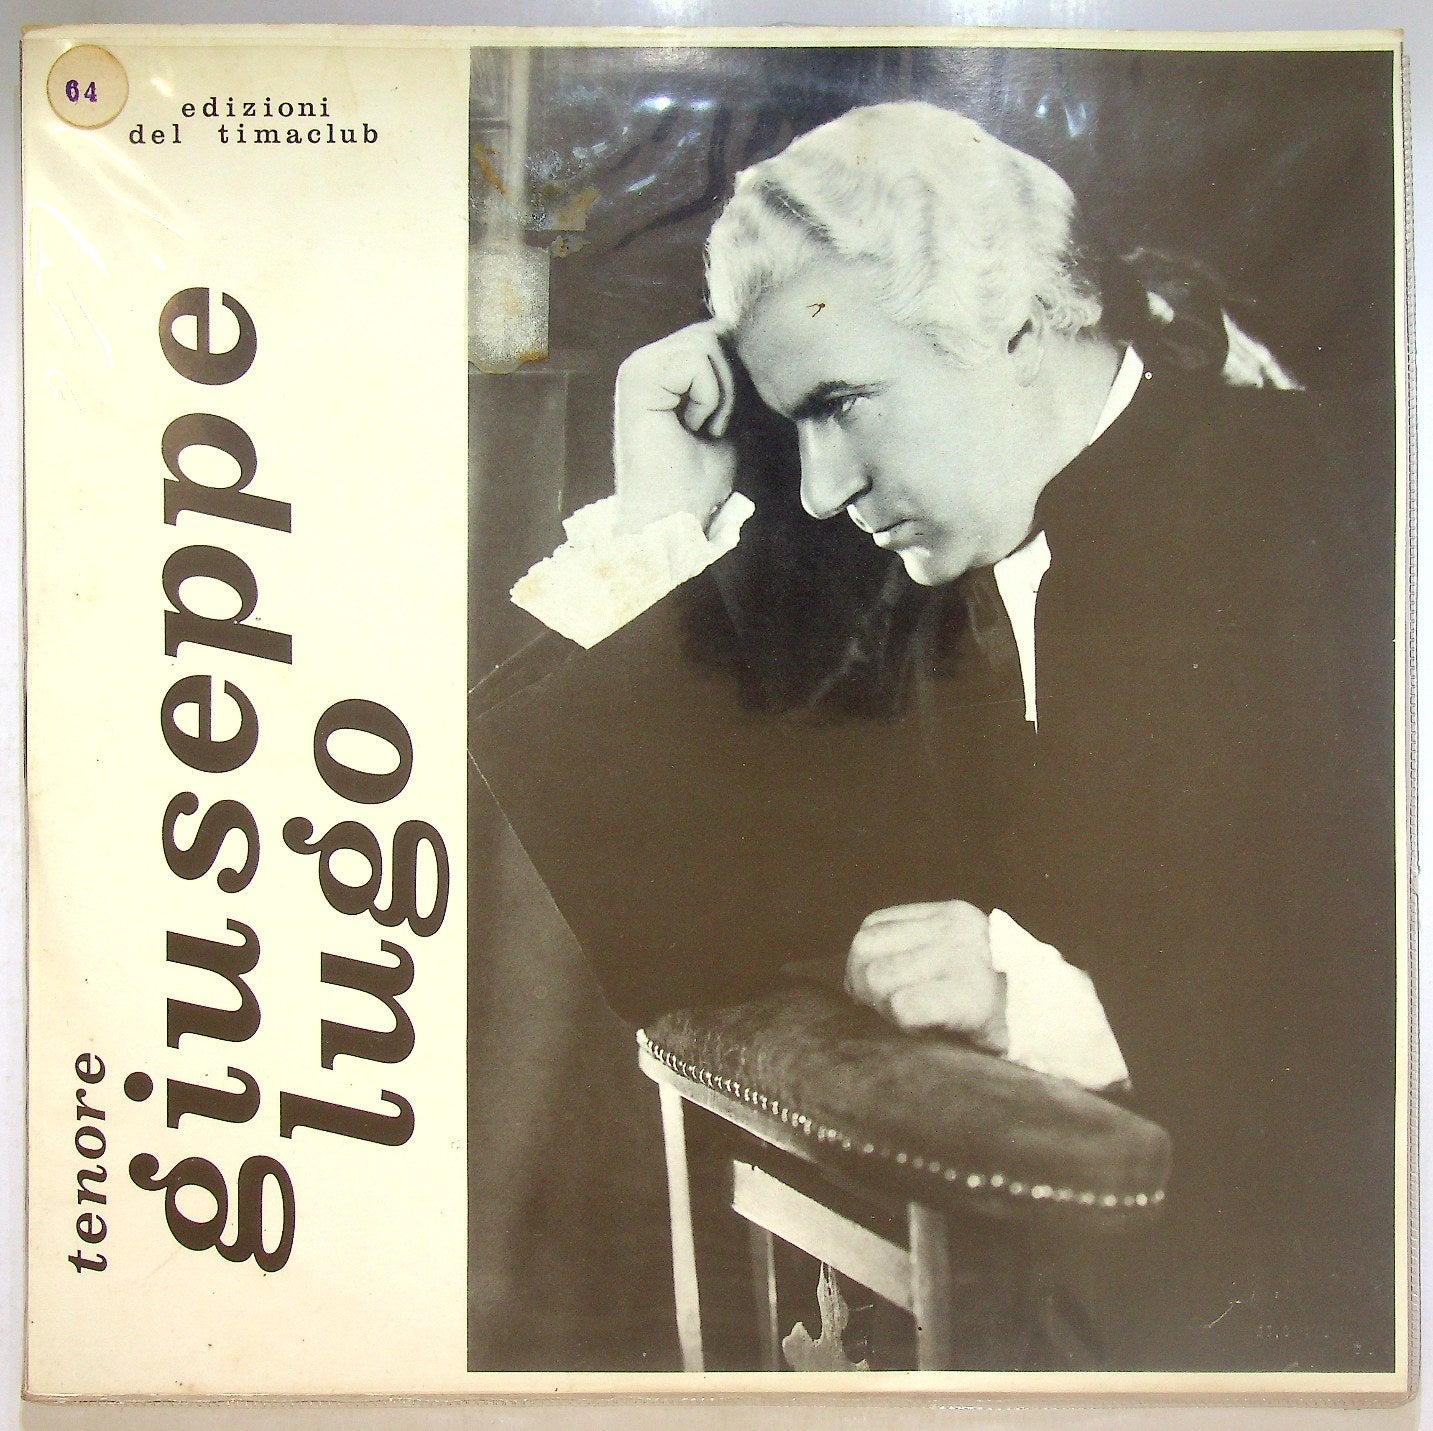 64
edizioni
del timaclub
tenore
giuseppe
lugo